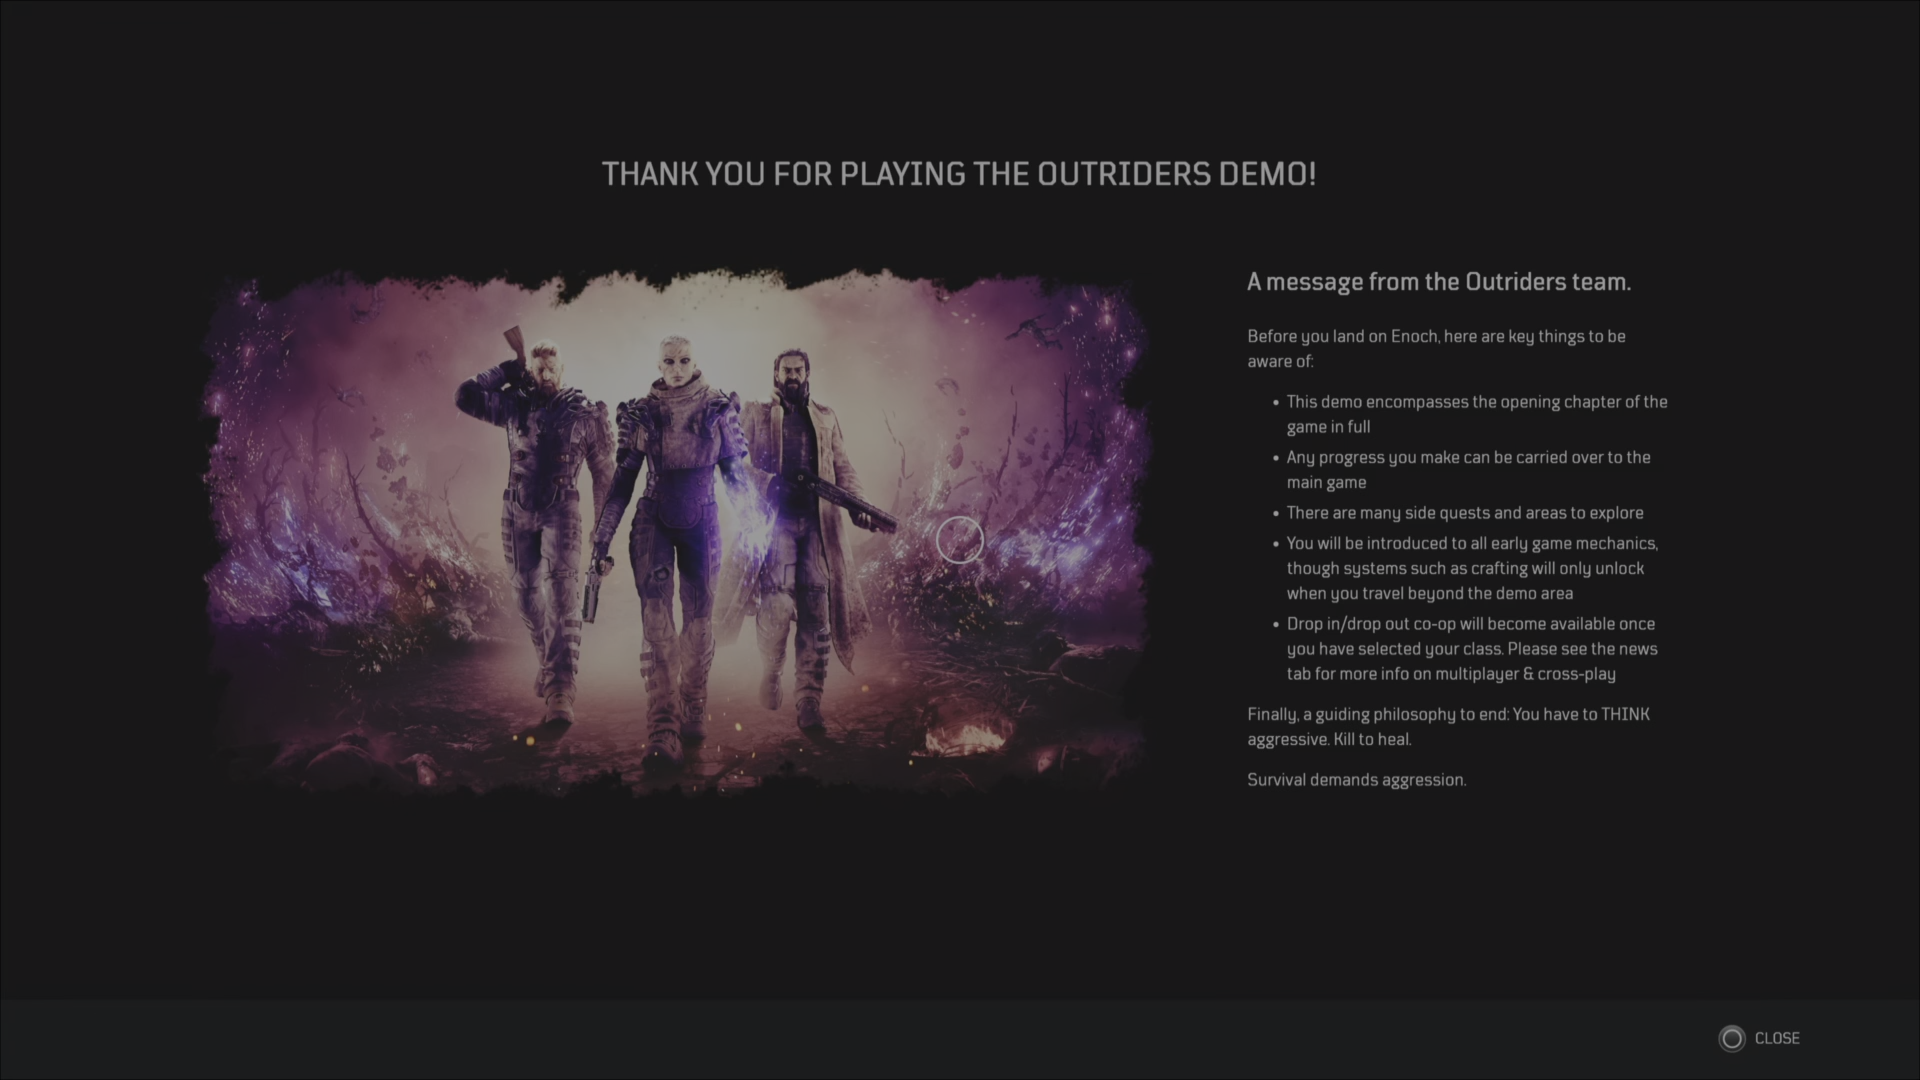 THANK YOU FOR PLAYING THE OUTRIDERS DEMO!
A message from the Outriders team.
Before you land on Enoch, here are key things to be
aware of:
• This demo encompasses the opening chapter of the
game in full
• Any progress you make can be carried over to the
main game
• There are many side quests and areas to explore
• You will be introduced to all early game mechanics,
though systems such as crafting will only unlock
when you travel beyond the demo area
• Drop in/drop out co-op will become available once
you have selected your class. Please see the news
tab for more info on multiplayer & cross-play
Finally, a guiding philosophy to end: You have to THINK
aggressive. Kill to heal.
Survival demands aggression.
CLOSE